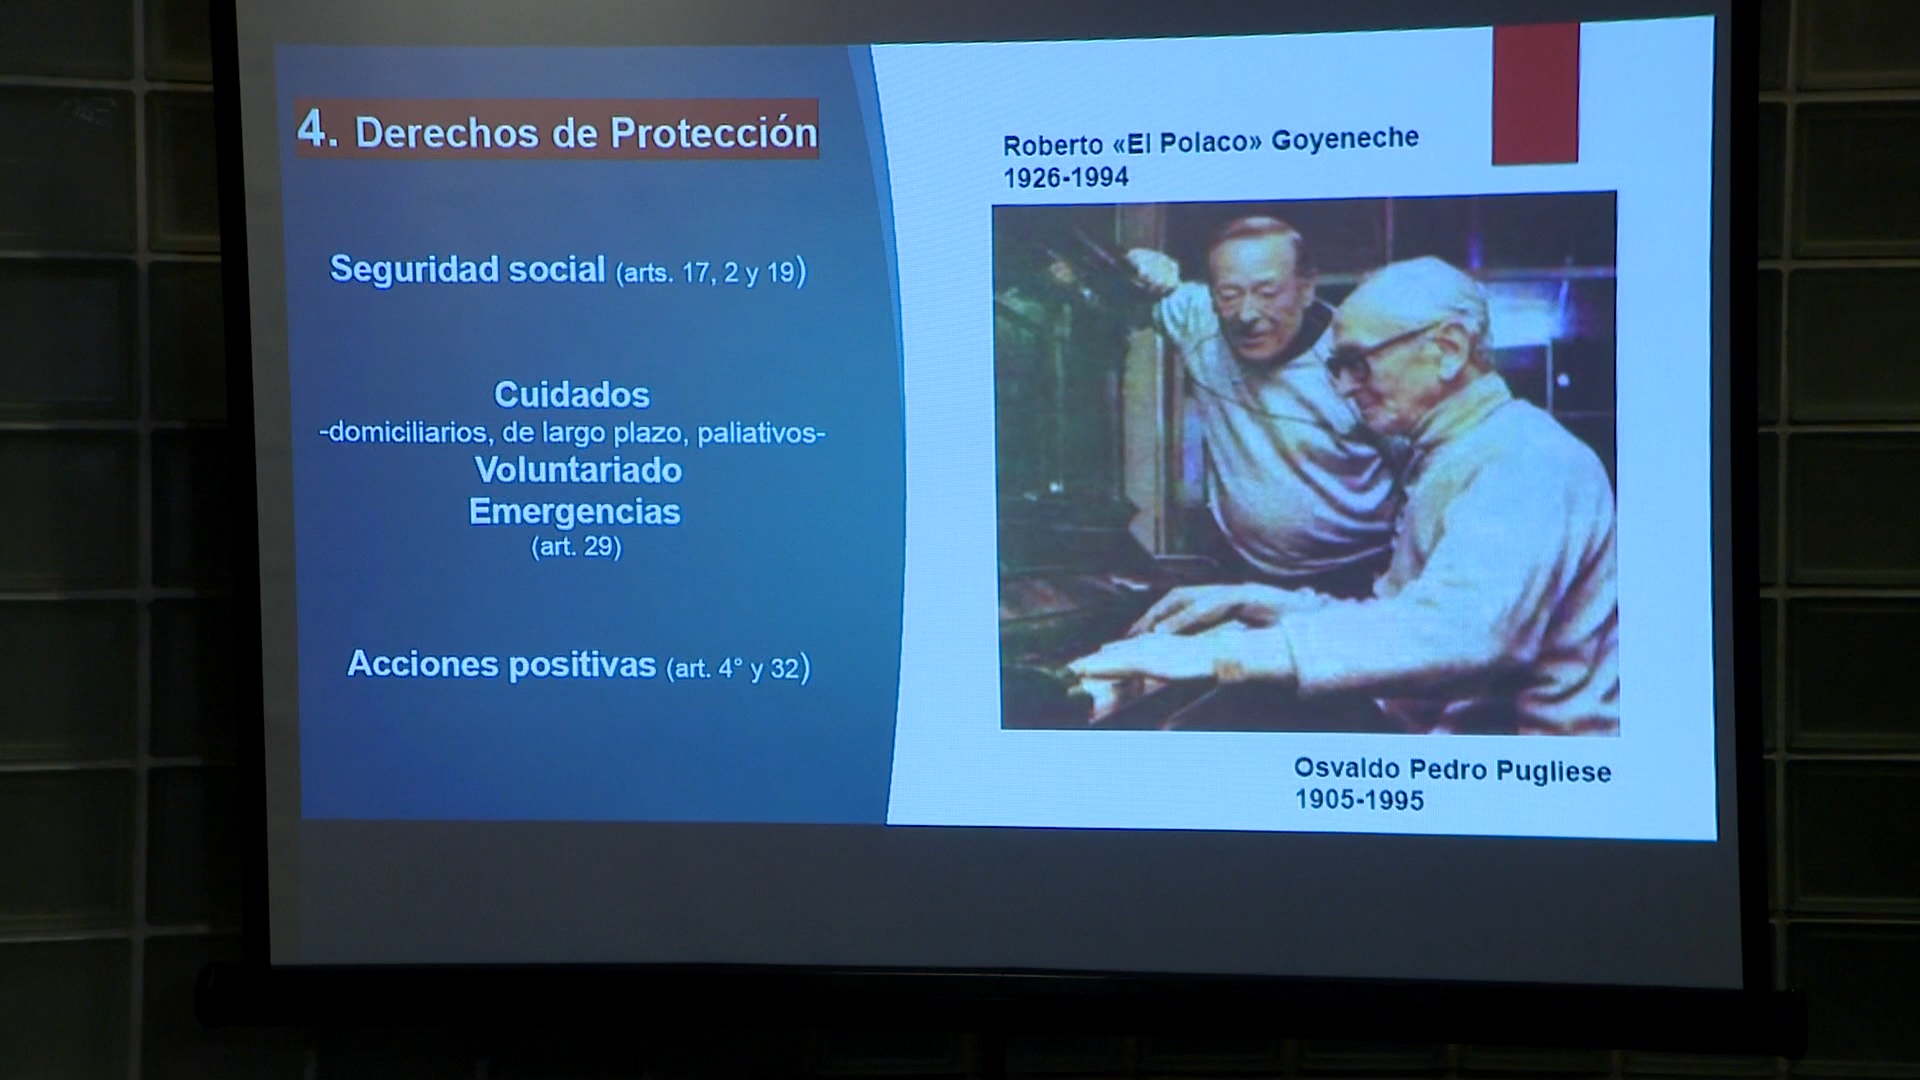 4. Derechos de Protección
Seguridad social (arts. 17, 2 y 19)
Cuidados
-domiciliarios, de largo plazo, paliativos-
Voluntariado
Emergencias
(art. 29)
Acciones positivas (art. 4° y 32)
Roberto «El Polaco» Goyeneche
1926-1994
Osvaldo Pedro Pugliese
1905-1995